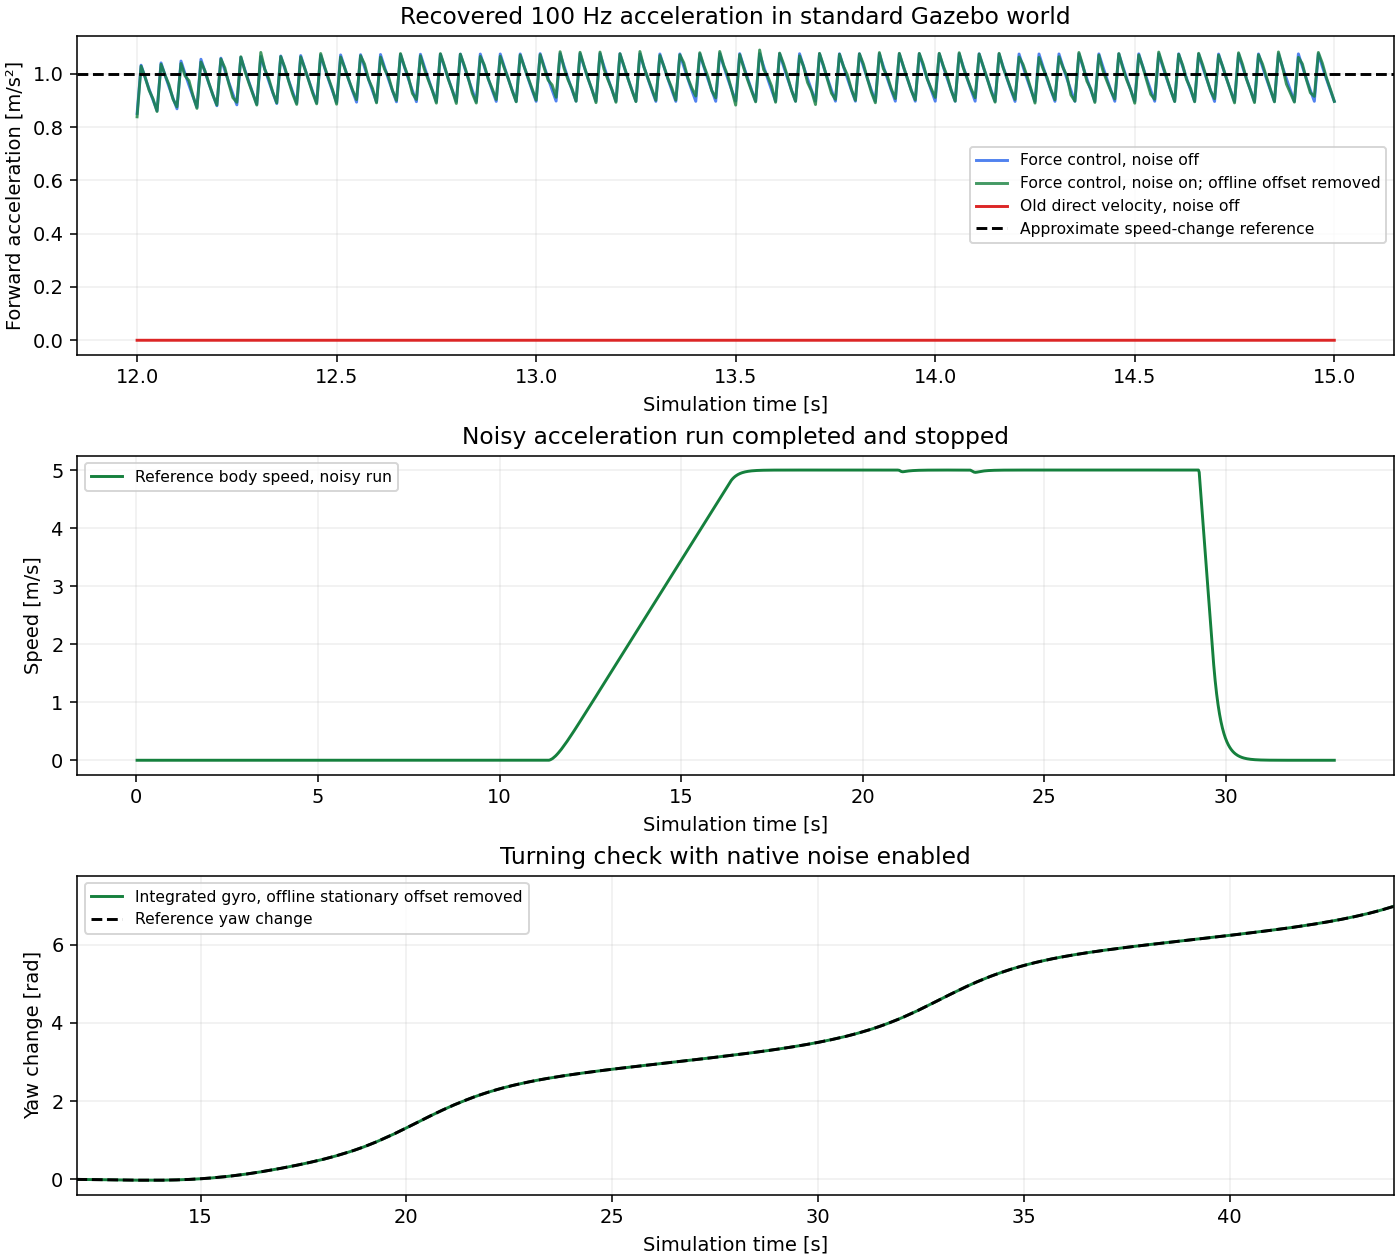 Recovered 100 Hz acceleration in standard Gazebo world
Forward acceleration [m/s²]
1.0
0.8
0.6
0.4
0.2
0.0
Force control, noise off
Force control, noise on; offline offset removed
Old direct velocity, noise off
Approximate speed-change reference
12.0 12.5 13.0 13.5 14.0 14.5 15.0
Simulation time [s]
Noisy acceleration run completed and stopped
Speed [m/s]
5
4
3
2
1
0
Reference body speed, noisy run
0 5 10 15 20 25 30
Simulation time [s]
Turning check with native noise enabled
Yaw change [rad]
6
4
2
0
Integrated gyro, offline stationary offset removed
Reference yaw change
15 20 25 30 35 40
Simulation time [s]